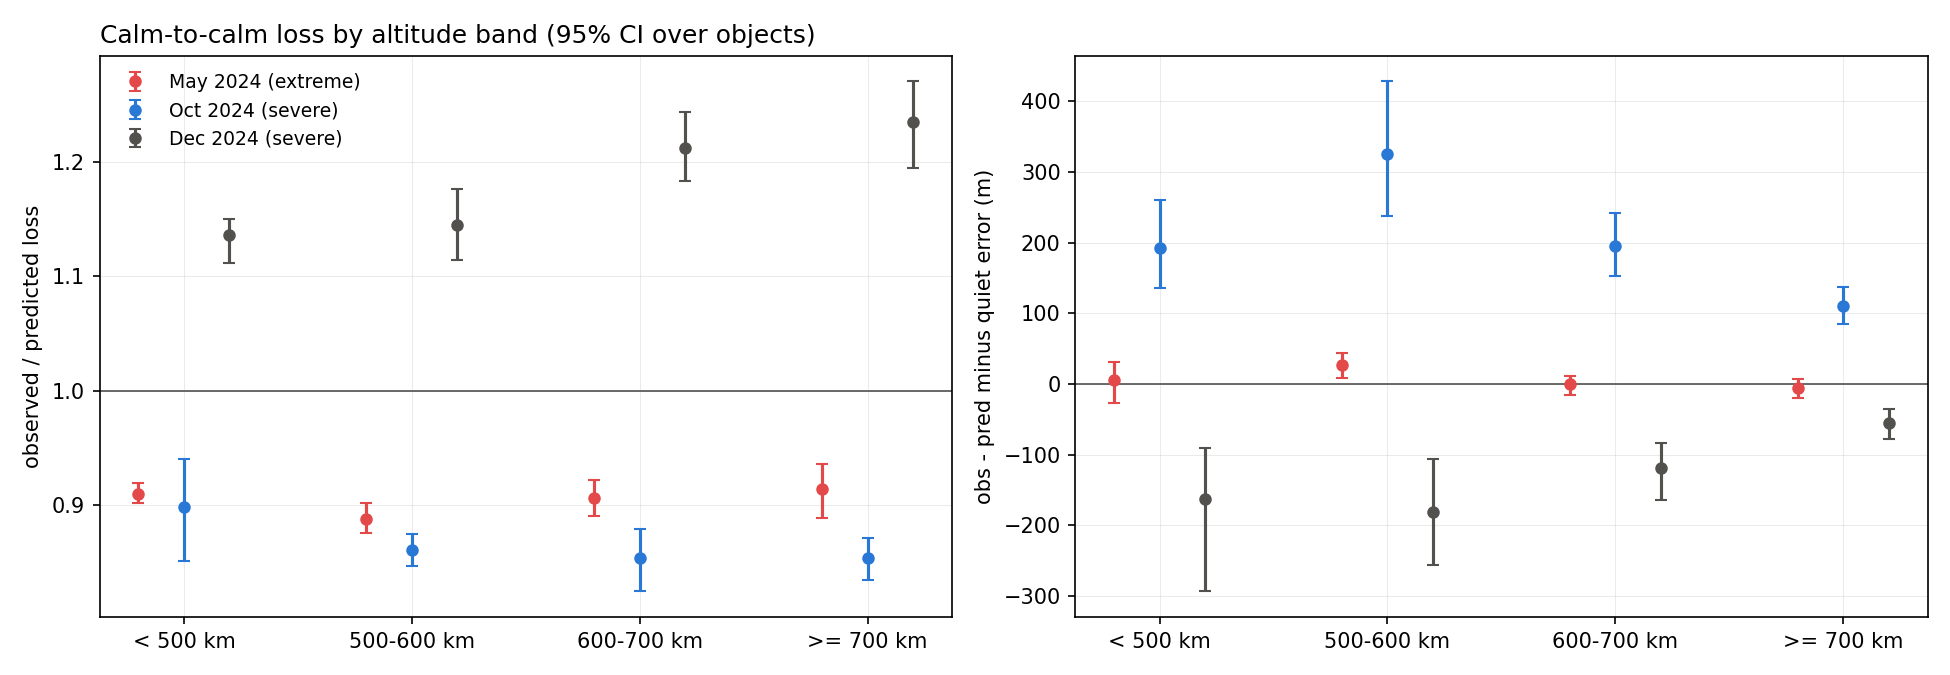 Calm-to-calm loss by altitude band (95% CI over objects)
May 2024 (extreme)
Oct 2024 (severe)
Dec 2024 (severe)
observed / predicted loss
1.2
1.1
1.0
0.9
< 500 km
500-600 km
600-700 km
>= 700 km
obs - pred minus quiet error (m)
400
300
200
100
0
−100
−200
−300
< 500 km
500-600 km
600-700 km
>= 700 km